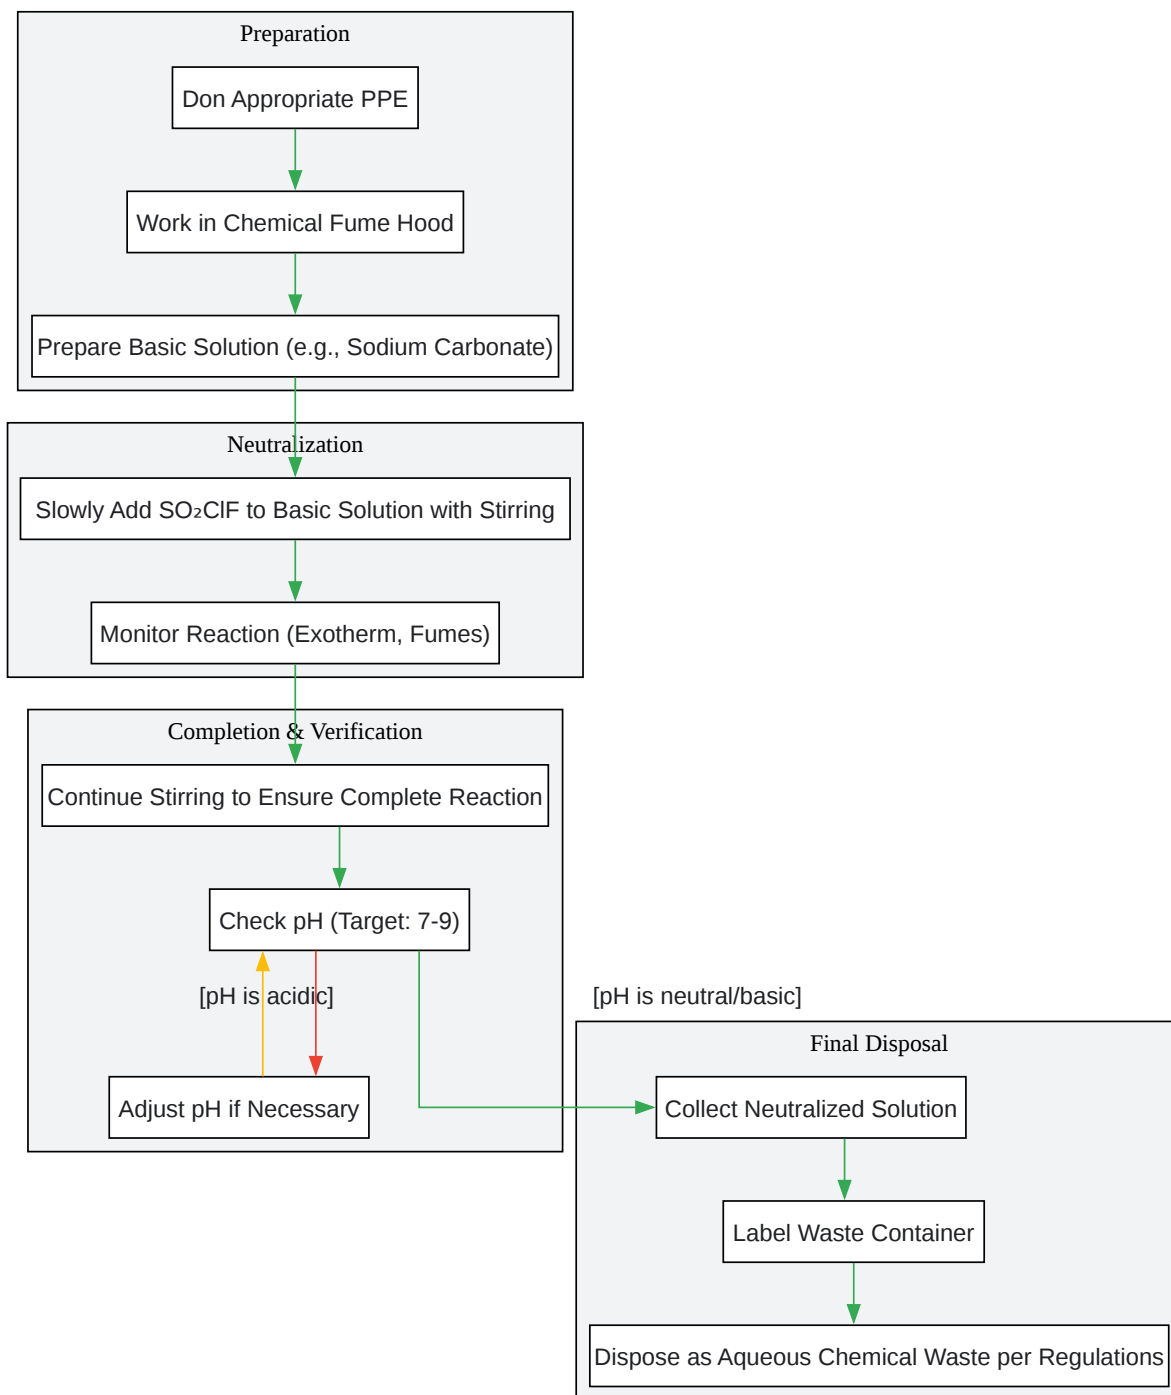 Preparation
Don Appropriate PPE
Work in Chemical Fume Hood
Prepare Basic Solution (e.g., Sodium Carbonate)
Neutralization
Slowly Add SO₂ClF to Basic Solution with Stirring
Monitor Reaction (Exotherm, Fumes)
Completion & Verification
Continue Stirring to Ensure Complete Reaction
Check pH (Target: 7-9)
[pH is acidic]
[pH is neutral/basic]
Adjust pH if Necessary
Final Disposal
Collect Neutralized Solution
Label Waste Container
Dispose as Aqueous Chemical Waste per Regulations